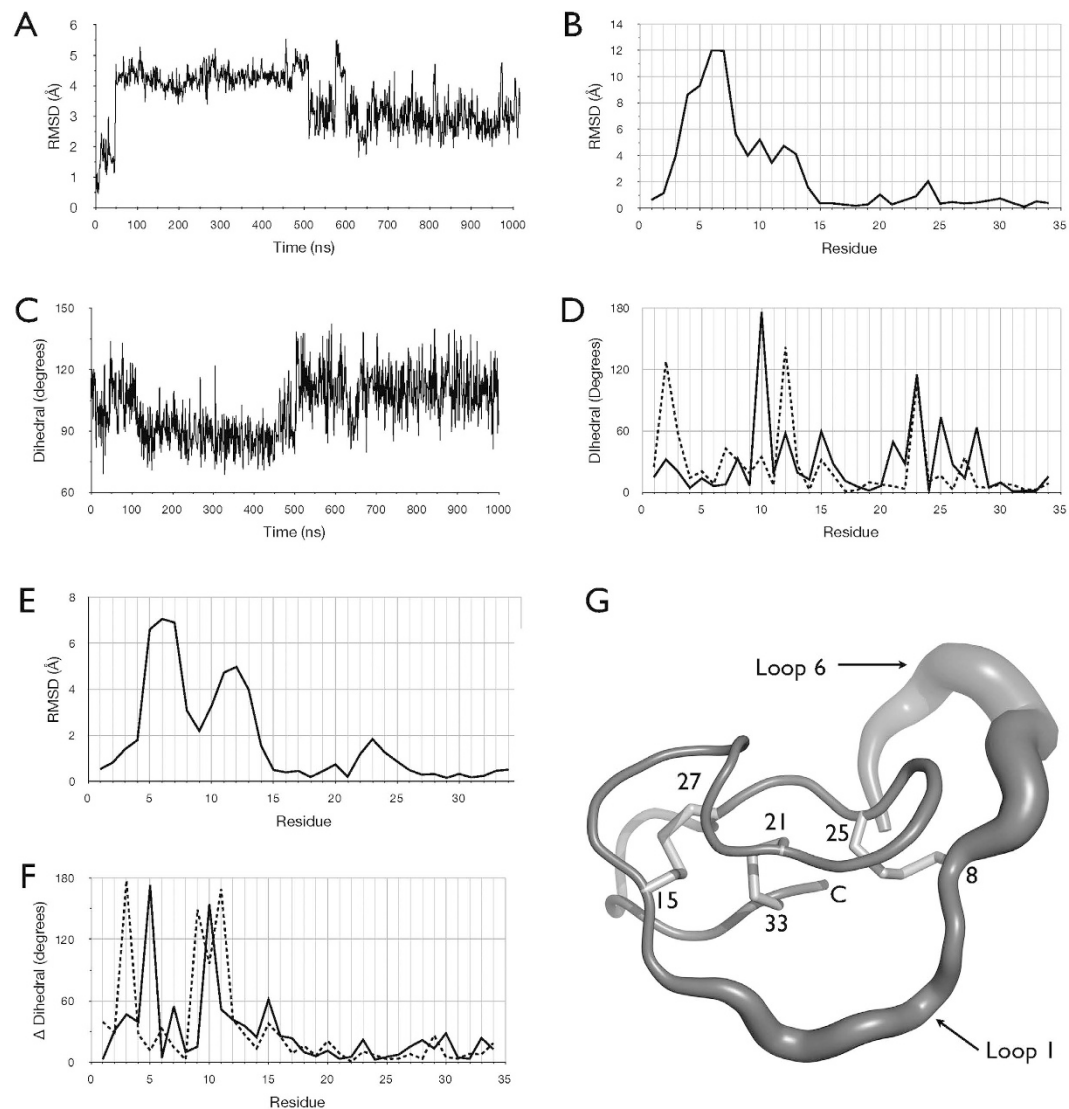 A
RMSD (Å)
6
5
4
3
2
1
0
0 100 200 300 400 500 600 700 800 900 1000
Time (ns)
B
RMSD (Å)
14
12
10
8
6
4
2
0
0 5 10 15 20 25 30 35
Residue
C
Dihedral (degrees)
150
120
90
60
0 100 200 300 400 500 600 700 800 900 1000
Time (ns)
D
DIhedral (Degrees)
180
120
60
0
0 5 10 15 20 25 30 35
Residue
E
RMSD (Å)
8
6
4
2
0
0 5 10 15 20 25 30
Residue
F
Δ Dihedral (degrees)
180
120
60
0
0 5 10 15 20 25 30 35
Residue
G
Loop 6
27
21
25
8
15
33
C
Loop 1